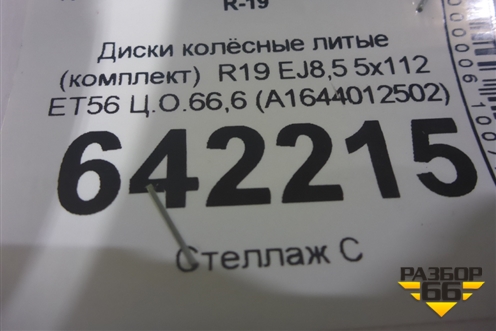 R-19
Диски колёсные литые
(комплект) R19 EJ8,5 5x112
ET56 Ц.О.66,6 (A1644012502)
642215
Стеллаж С
РАЗБОР
66